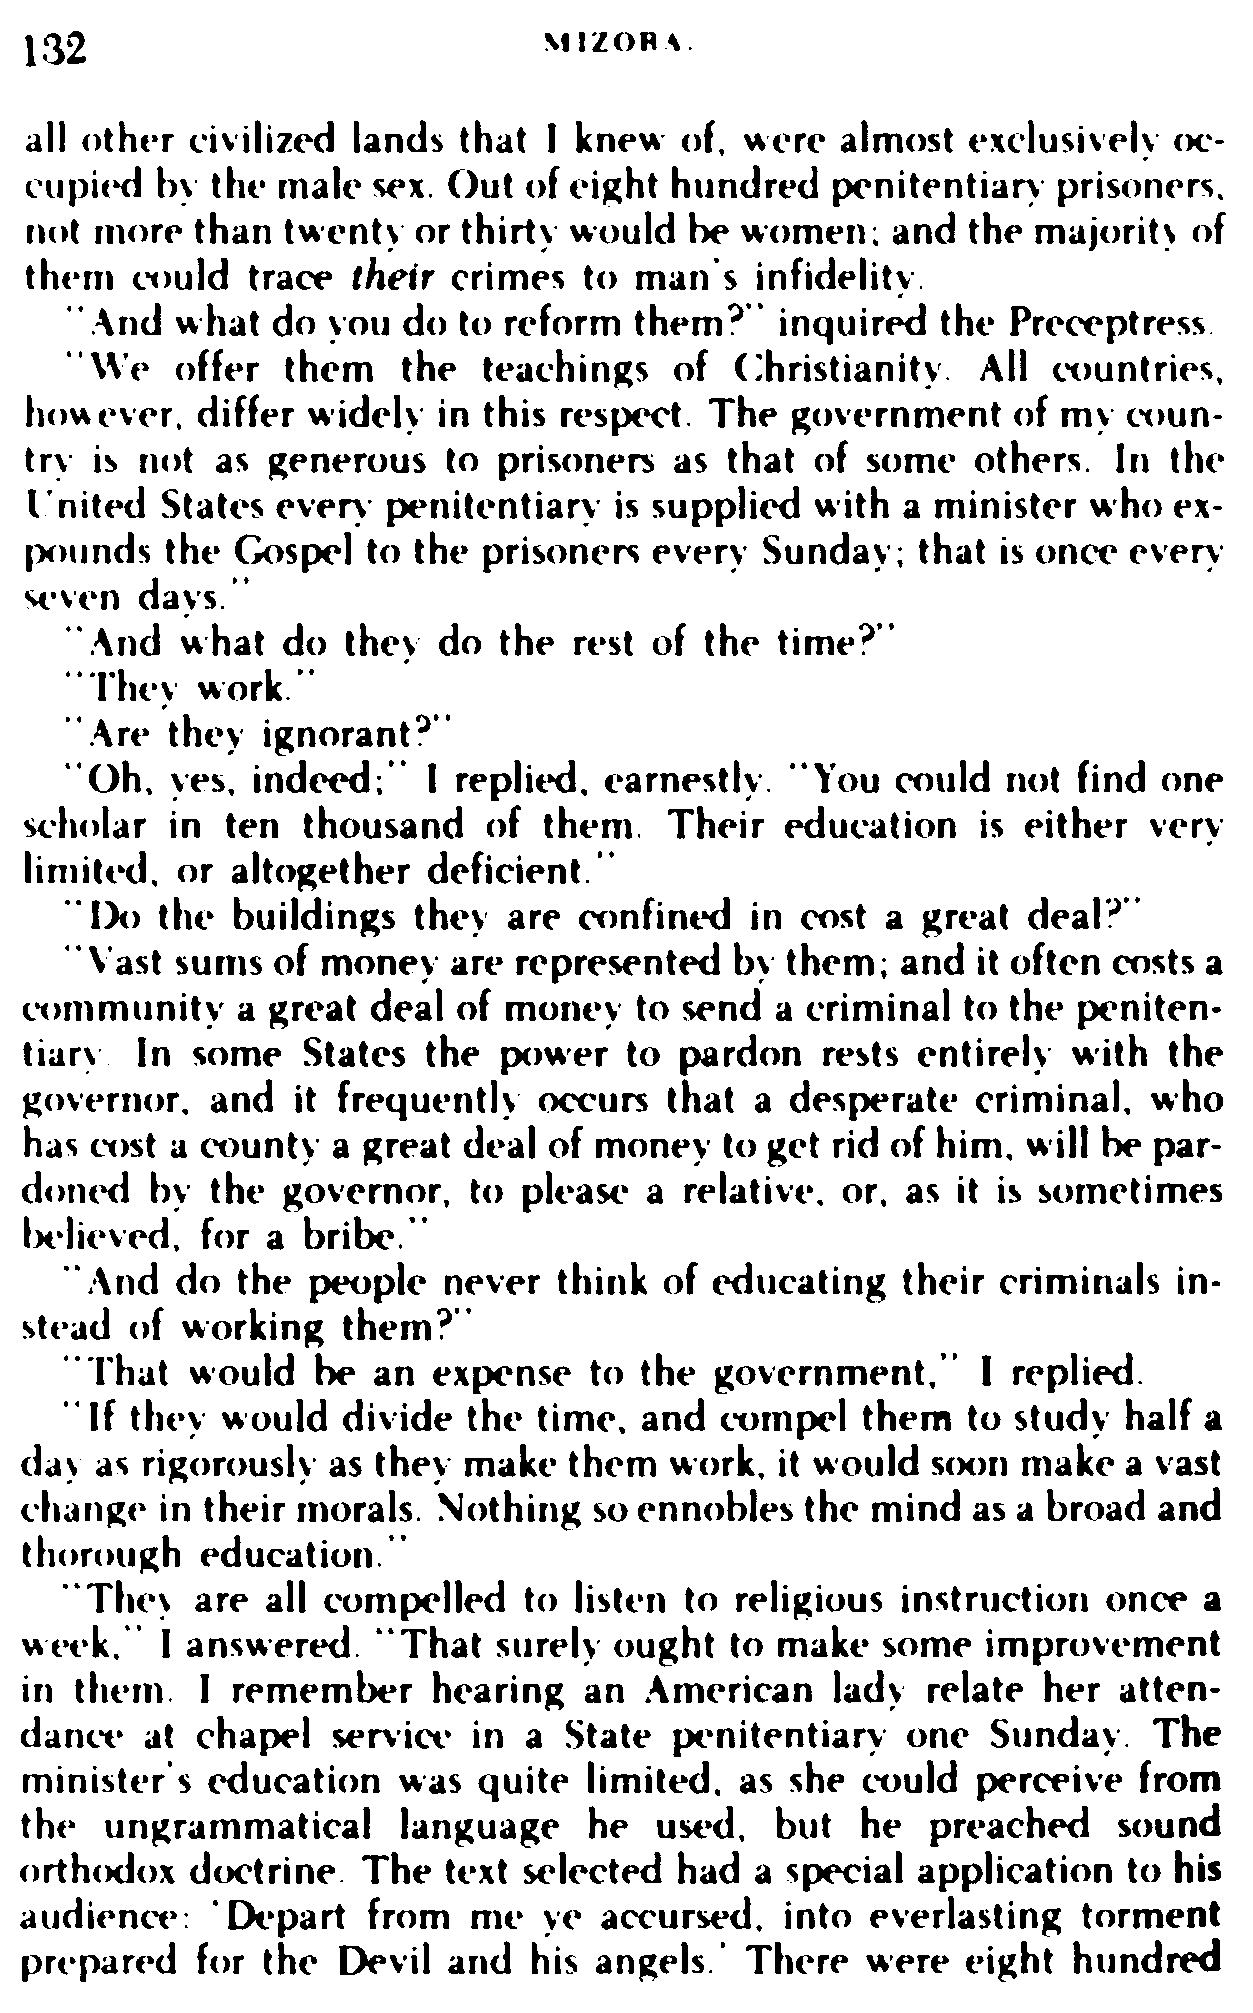 132 MIZORA.
all other civilized lands that I knew of, were almost exclusively oc-
cupied by the male sex. Out of eight hundred penitentiary prisoners,
not more than twenty or thirty would be women; and the majority of
them could trace their crimes to man's infidelity.
"And what do you do to reform them?" inquired the Preceptress.
"We offer them the teachings of Christianity. All countries,
however, differ widely in this respect. The government of my coun-
try is not as generous to prisoners as that of some others. In the
United States every penitentiary is supplied with a minister who ex-
pounds the Gospel to the prisoners every Sunday; that is once every
seven days."
"And what do they do the rest of the time?"
"They work."
"Are they ignorant?"
"Oh, yes, indeed;" I replied, earnestly. "You could not find one
scholar in ten thousand of them. Their education is either very
limited, or altogether deficient."
"Do the buildings they are confined in cost a great deal?"
"Vast sums of money are represented by them; and it often costs a
community a great deal of money to send a criminal to the peniten-
tiary. In some States the power to pardon rests entirely with the
governor, and it frequently occurs that a desperate criminal, who
has cost a county a great deal of money to get rid of him, will be par-
doned by the governor, to please a relative, or, as it is sometimes
believed, for a bribe."
"And do the people never think of educating their criminals in-
stead of working them?"
"That would be an expense to the government," I replied.
"If they would divide the time, and compel them to study half a
day as rigorously as they make them work, it would soon make a vast
change in their morals. Nothing so ennobles the mind as a broad and
thorough education."
"They are all compelled to listen to religious instruction once a
week," I answered. "That surely ought to make some improvement
in them. I remember hearing an American lady relate her atten-
dance at chapel service in a State penitentiary one Sunday. The
minister's education was quite limited, as she could perceive from
the ungrammatical language he used, but he preached sound
orthodox doctrine. The text selected had a special application to his
audience: 'Depart from me ye accursed, into everlasting torment
prepared for the Devil and his angels.' There were eight hundred